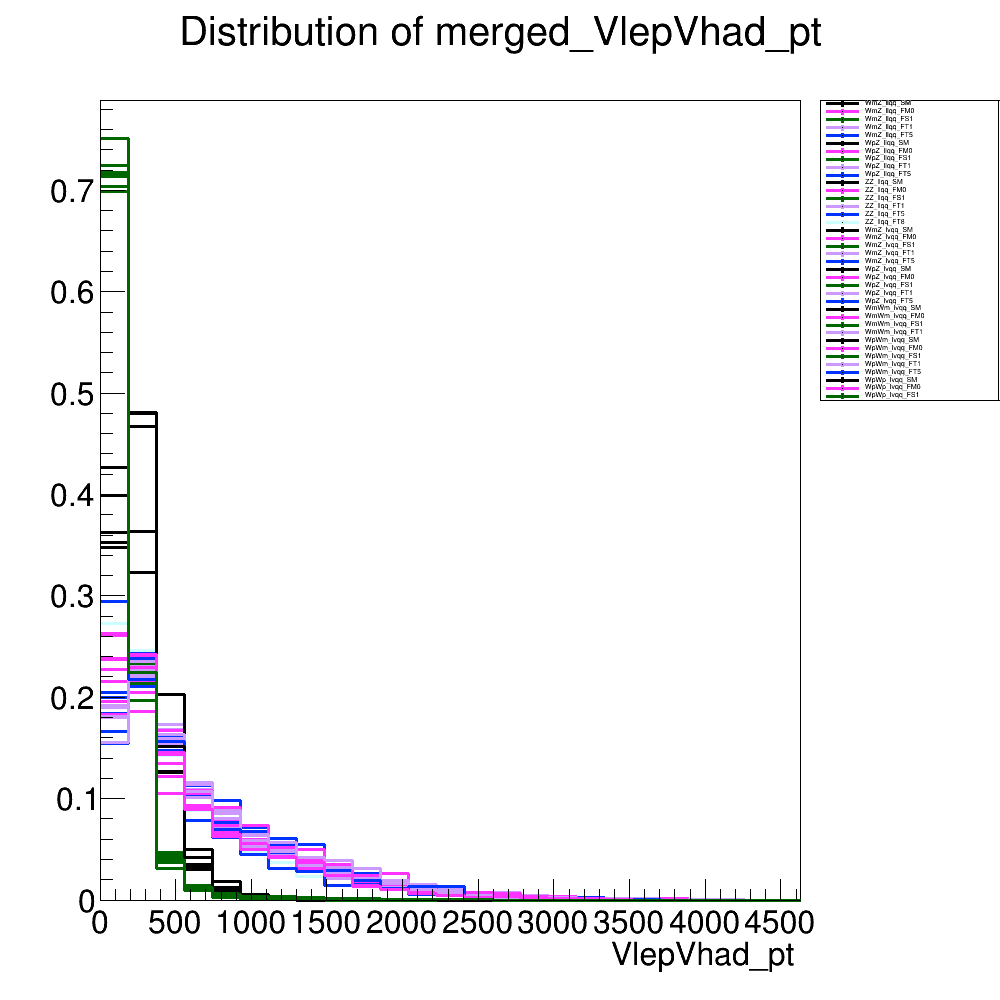 Distribution of merged_VlepVhad_pt
WmZ_llqq_SM
WmZ_llqq_FM0
WmZ_llqq_FS1
WmZ_llqq_FT1
WmZ_llqq_FT5
WpZ_llqq_SM
WpZ_llqq_FM0
WpZ_llqq_FS1
WpZ_llqq_FT1
WpZ_llqq_FT5
ZZ_llqq_SM
ZZ_llqq_FM0
ZZ_llqq_FS1
ZZ_llqq_FT1
ZZ_llqq_FT5
ZZ_llqq_FT8
WmZ_lvqq_SM
WmZ_lvqq_FM0
WmZ_lvqq_FS1
WmZ_lvqq_FT1
WmZ_lvqq_FT5
WpZ_lvqq_SM
WpZ_lvqq_FM0
WpZ_lvqq_FS1
WpZ_lvqq_FT1
WpZ_lvqq_FT5
WmWm_lvqq_SM
WmWm_lvqq_FM0
WmWm_lvqq_FS1
WmWm_lvqq_FT1
WpWm_lvqq_SM
WpWm_lvqq_FM0
WpWm_lvqq_FS1
WpWm_lvqq_FT1
WpWm_lvqq_FT5
WpWp_lvqq_SM
WpWp_lvqq_FM0
WpWp_lvqq_FS1
0.7
0.6
0.5
0.4
0.3
0.2
0.1
0
0 500 1000 1500 2000 2500 3000 3500 4000 4500
VlepVhad_pt